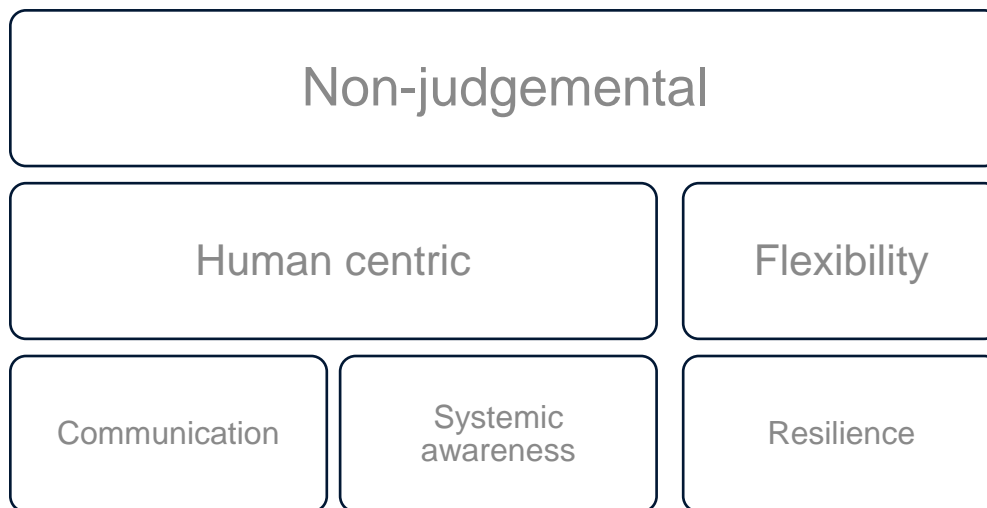 Non-judgemental
Human centric
Flexibility
Communication
Systemic
awareness
Resilience